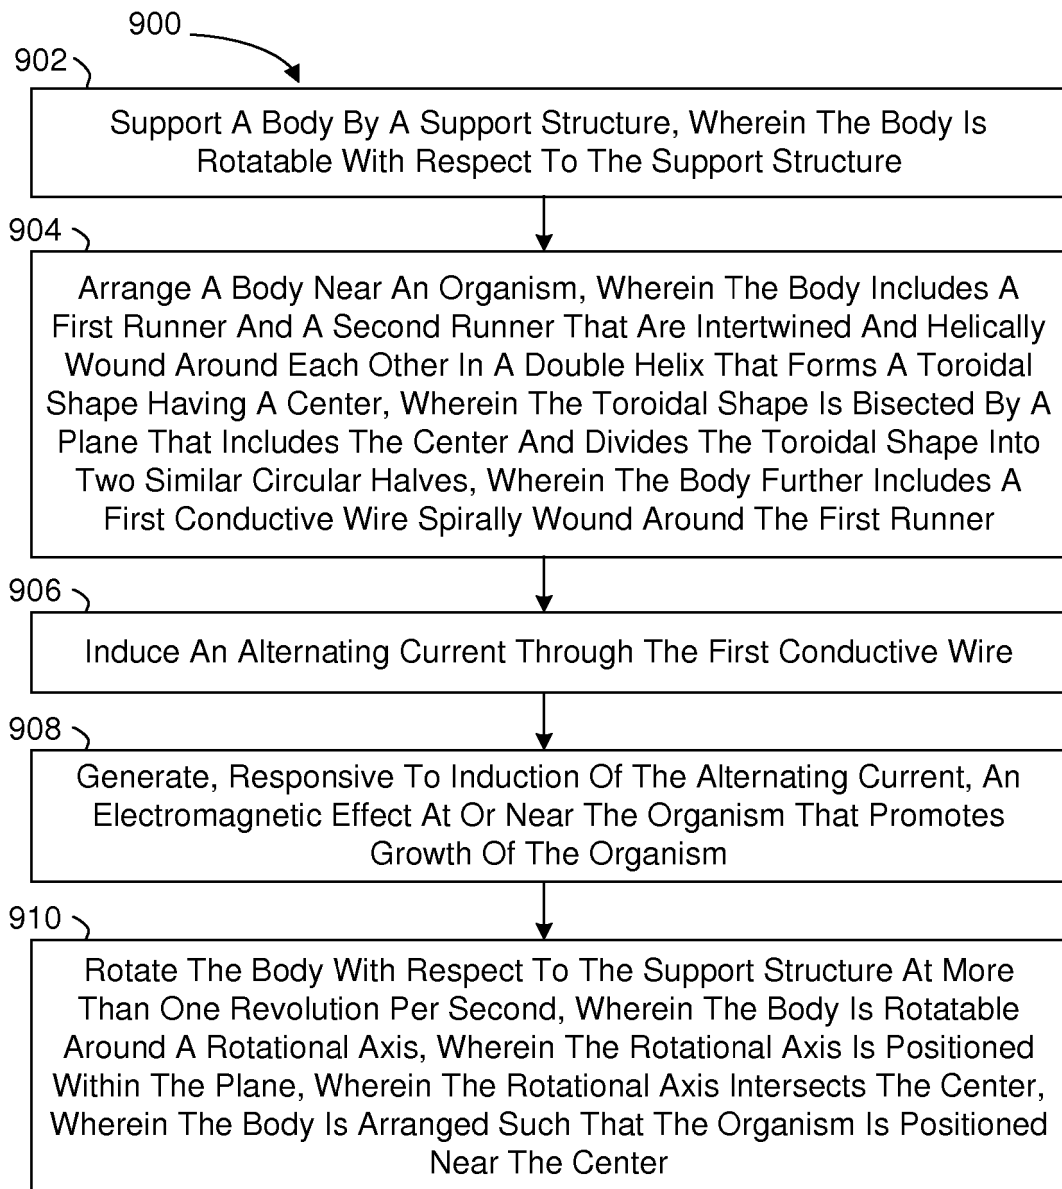 900
902
Support A Body By A Support Structure, Wherein The Body Is
Rotatable With Respect To The Support Structure
904
Arrange A Body Near An Organism, Wherein The Body Includes A
First Runner And A Second Runner That Are Intertwined And Helically
Wound Around Each Other In A Double Helix That Forms A Toroidal
Shape Having A Center, Wherein The Toroidal Shape Is Bisected By A
Plane That Includes The Center And Divides The Toroidal Shape Into
Two Similar Circular Halves, Wherein The Body Further Includes A
First Conductive Wire Spirally Wound Around The First Runner
906
Induce An Alternating Current Through The First Conductive Wire
908
Generate, Responsive To Induction Of The Alternating Current, An
Electromagnetic Effect At Or Near The Organism That Promotes
Growth Of The Organism
910
Rotate The Body With Respect To The Support Structure At More
Than One Revolution Per Second, Wherein The Body Is Rotatable
Around A Rotational Axis, Wherein The Rotational Axis Is Positioned
Within The Plane, Wherein The Rotational Axis Intersects The Center,
Wherein The Body Is Arranged Such That The Organism Is Positioned
Near The Center